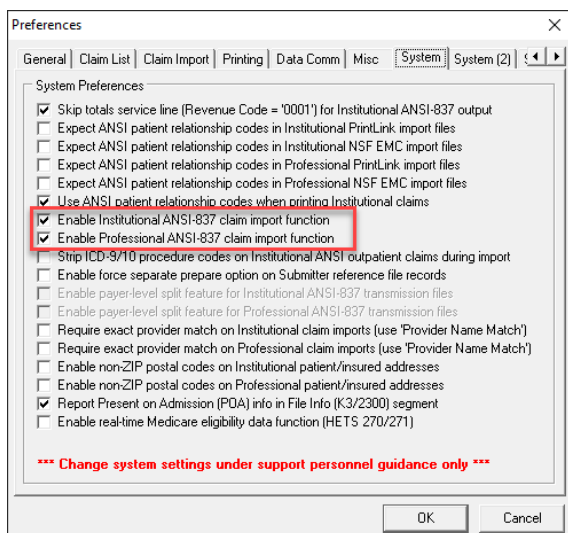 Preferences
General Claim List Claim Import Printing Data Comm Misc System System (2)
System Preferences
Skip totals service line (Revenue Code = '0001') for Institutional ANSI-837 output
Expect ANSI patient relationship codes in Institutional PrintLink import files
Expect ANSI patient relationship codes in Institutional NSF EMC import files
Expect ANSI patient relationship codes in Professional PrintLink import files
Expect ANSI patient relationship codes in Professional NSF EMC import files
Use ANSI patient relationship codes when printing Institutional claims
Enable Institutional ANSI-837 claim import function
Enable Professional ANSI-837 claim import function
Strip ICD-9/10 procedure codes on Institutional ANSI outpatient claims during import
Enable force separate prepare option on Submitter reference file records
Enable payer-level split feature for Institutional ANSI-837 transmission files
Enable payer-level split feature for Professional ANSI-837 transmission files
Require exact provider match on Institutional claim imports (use 'Provider Name Match')
Require exact provider match on Professional claim imports (use 'Provider Name Match')
Enable non-ZIP postal codes on Institutional patient/insured addresses
Enable non-ZIP postal codes on Professional patient/insured addresses
Report Present on Admission (POA) info in File Info (K3/2300) segment
Enable real-time Medicare eligibility data function (HETS 270/271)
*** Change system settings under support personnel guidance only ***
OK Cancel